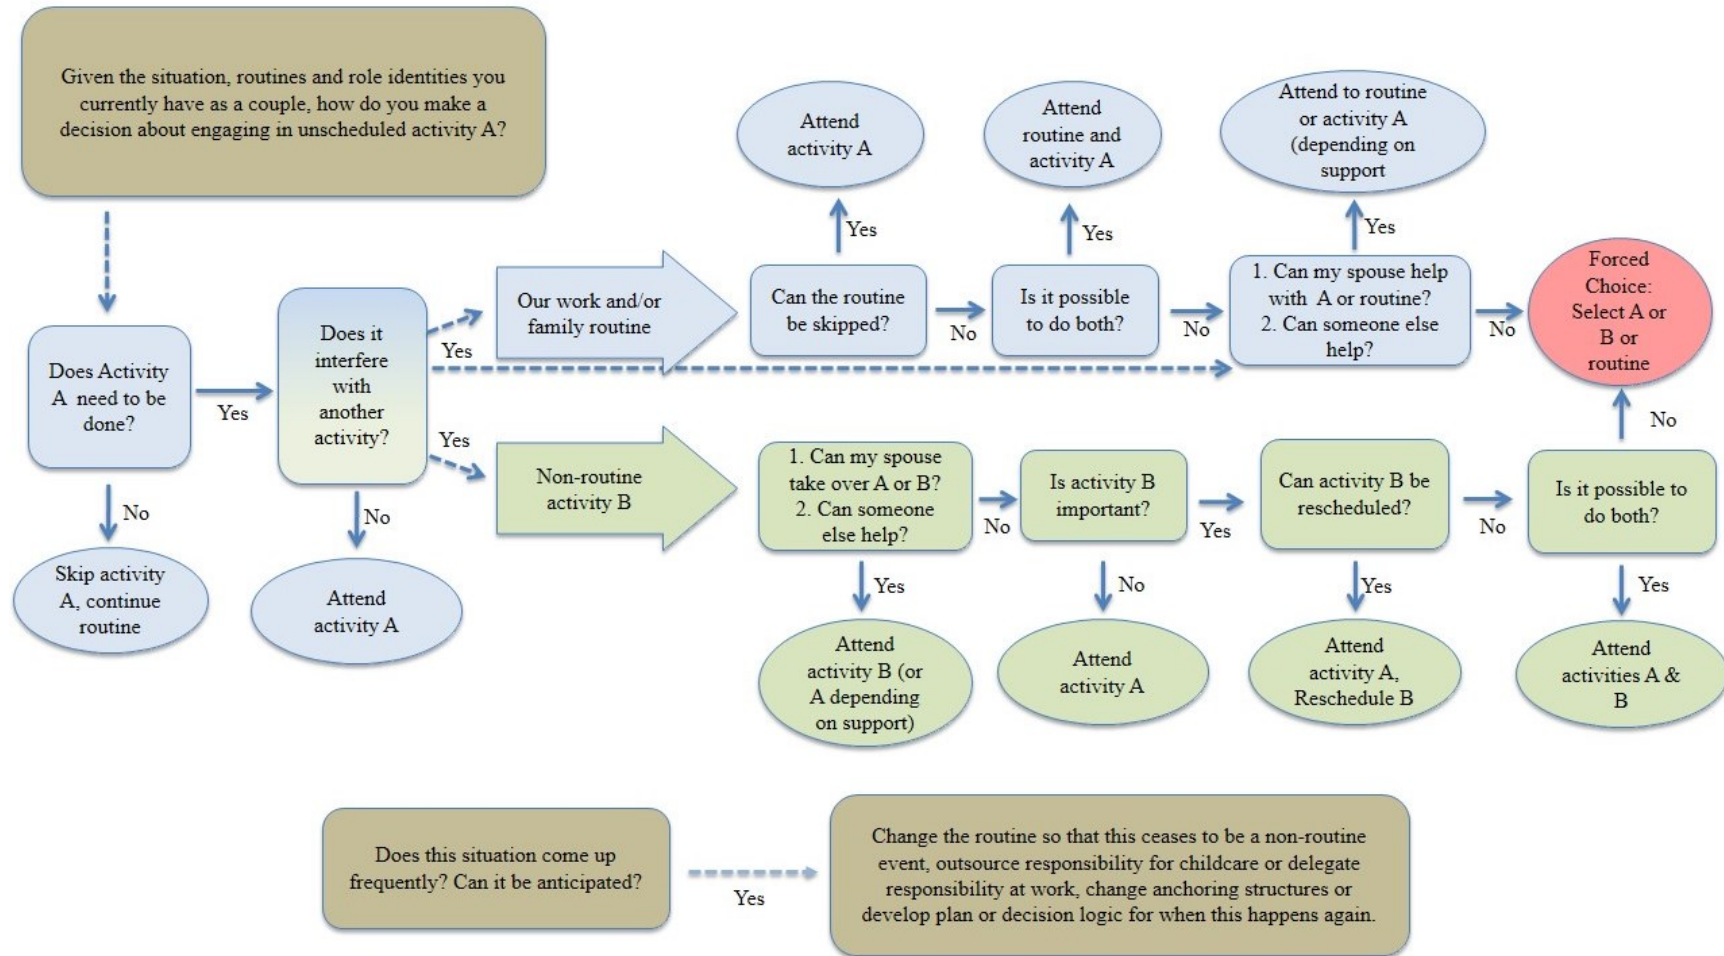 Given the situation, routines and role identities you
currently have as a couple, how do you make a
decision about engaging in unscheduled activity A?
Does Activity
A need to be
done?
Yes
No
Skip activity
A, continue
routine
Does it
interfere
with
another
activity?
No
Attend
activity A
Yes
Our work and/or
family routine
Can the routine
be skipped?
Yes
Attend
activity A
No
Is it possible
to do both?
Yes
Attend
routine and
activity A
No
1. Can my spouse help
with A or routine?
2. Can someone else
help?
Yes
Attend to routine
or activity A
(depending on
support
No
Forced
Choice:
Select A or
B or
routine
Yes
Non-routine
activity B
1. Can my spouse
take over A or B?
2. Can someone
else help?
Yes
Attend
activity B (or
A depending
on support)
No
Is activity B
important?
No
Attend
activity A
Yes
Can activity B be
rescheduled?
Yes
Attend
activity A,
Reschedule B
No
Is it possible to
do both?
No
Yes
Attend
activities A &
B
Does this situation come up
frequently? Can it be anticipated?
Yes
Change the routine so that this ceases to be a non-routine
event, outsource responsibility for childcare or delegate
responsibility at work, change anchoring structures or
develop plan or decision logic for when this happens again.